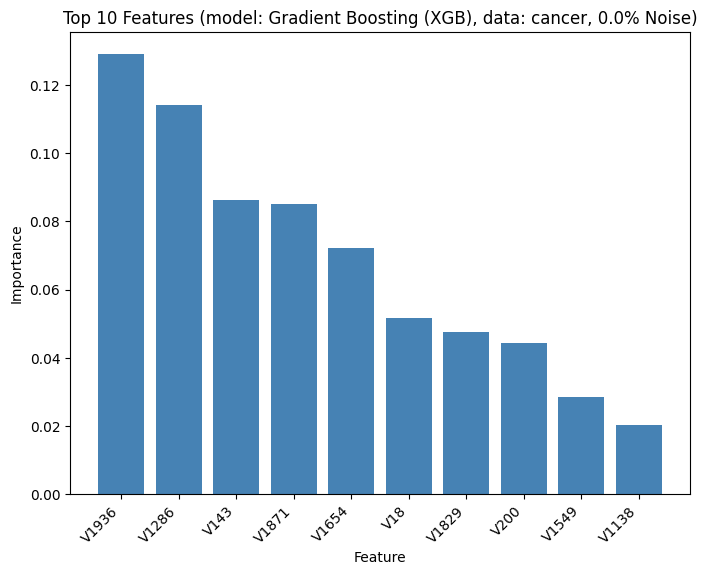 Top 10 Features (model: Gradient Boosting (XGB), data: cancer, 0.0% Noise)
Importance
0.12
0.10
0.08
0.06
0.04
0.02
0.00
V1936
V1286
V143
V1871
V1654
V18
V1829
V200
V1549
V1138
Feature